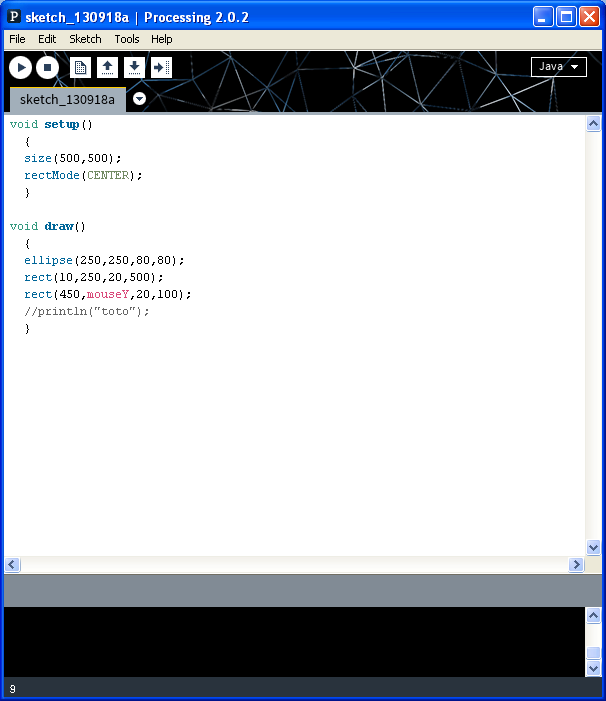 sketch_130918a | Processing 2.0.2
File Edit Sketch Tools Help
Java
sketch_130918a
void setup()
{
size(500,500);
rectMode(CENTER);
}
void draw()
{
ellipse(250,250,80,80);
rect(10,250,20,500);
rect(450,mouseY,20,100);
//println("toto");
}
9